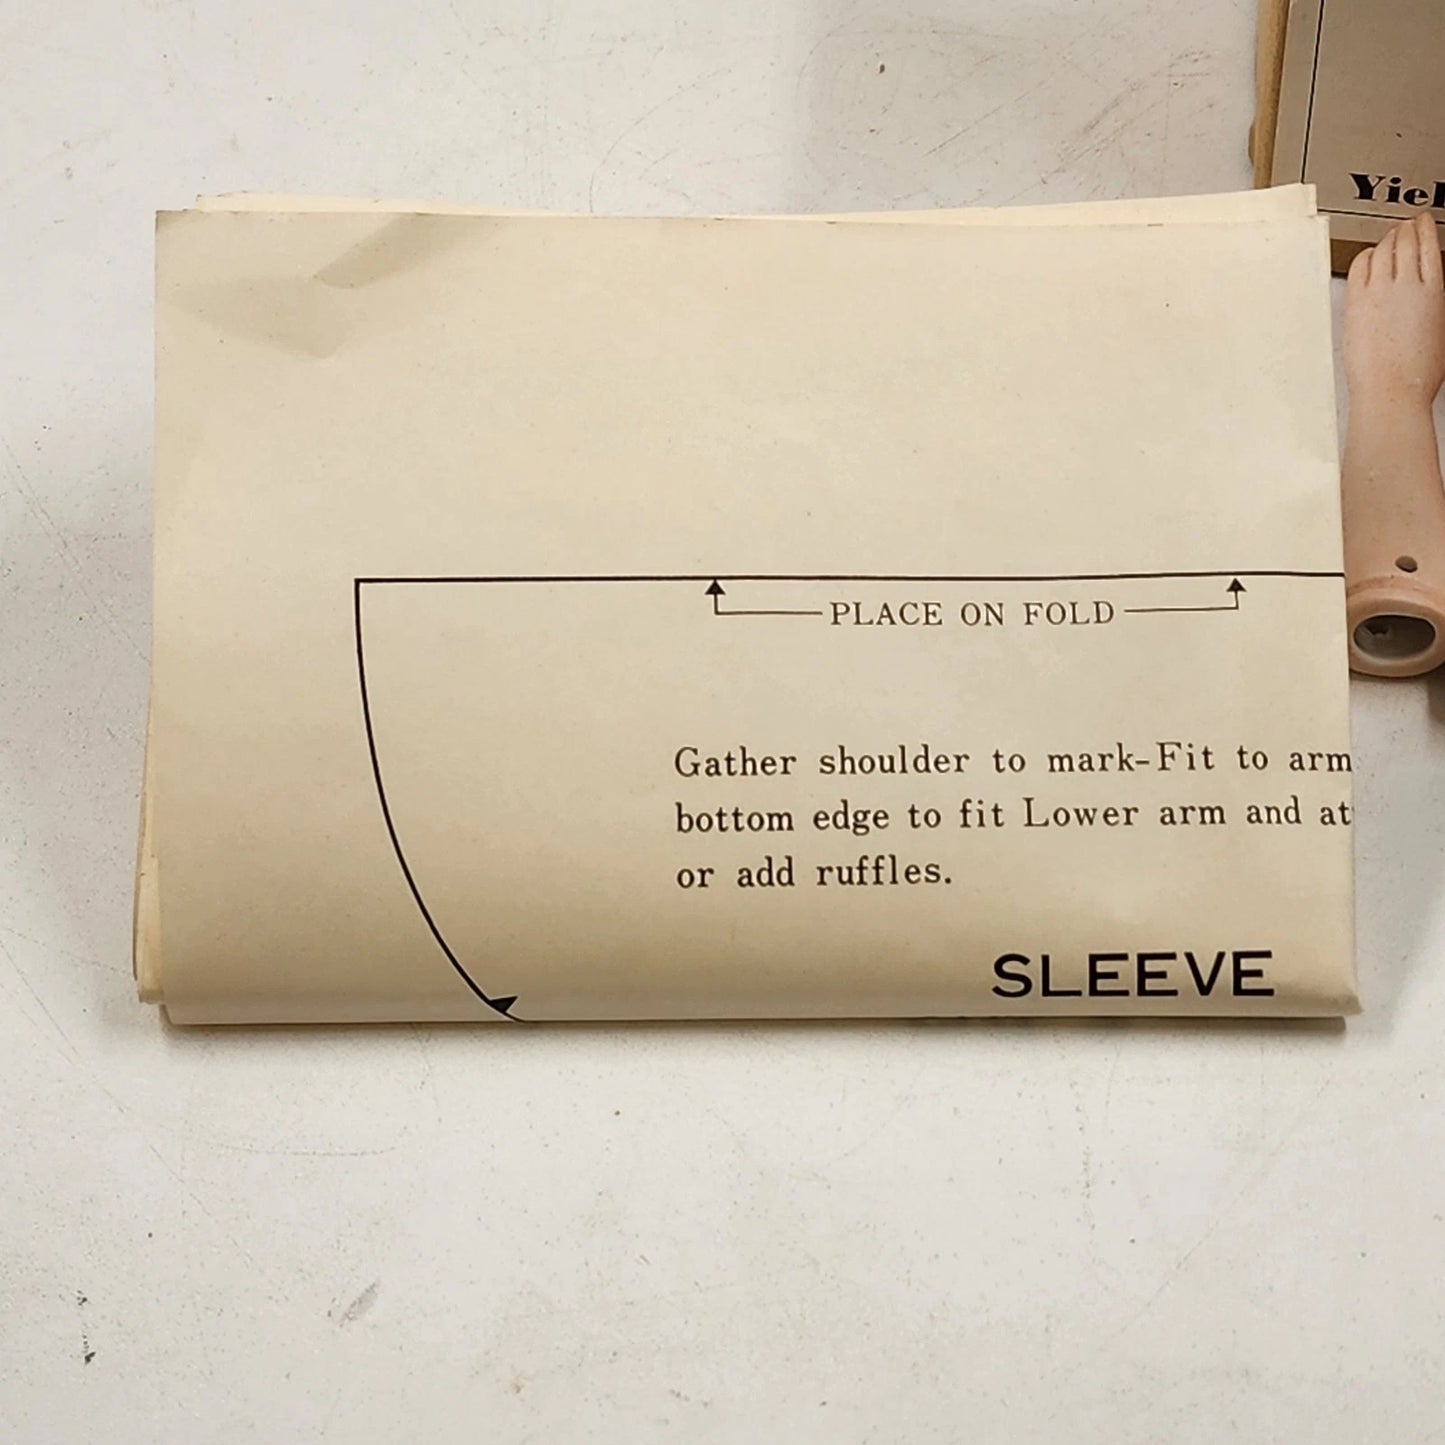 PLACE ON FOLD
Gather shoulder to mark-Fit to arm
bottom edge to fit Lower arm and
or add ruffles.
SLEEVE